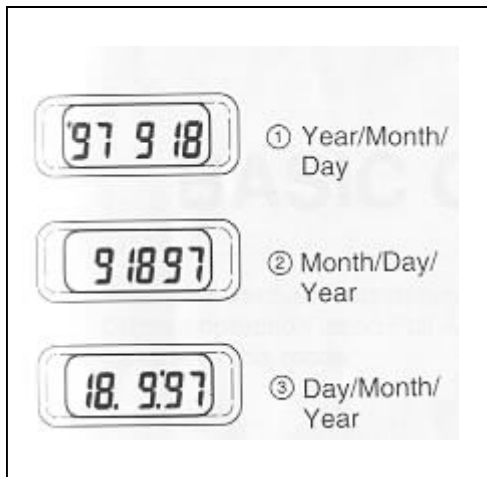 '97 9 18
① Year/Month/
Day
9 18 97
② Month/Day/
Year
18. 9.'97
③ Day/Month/
Year